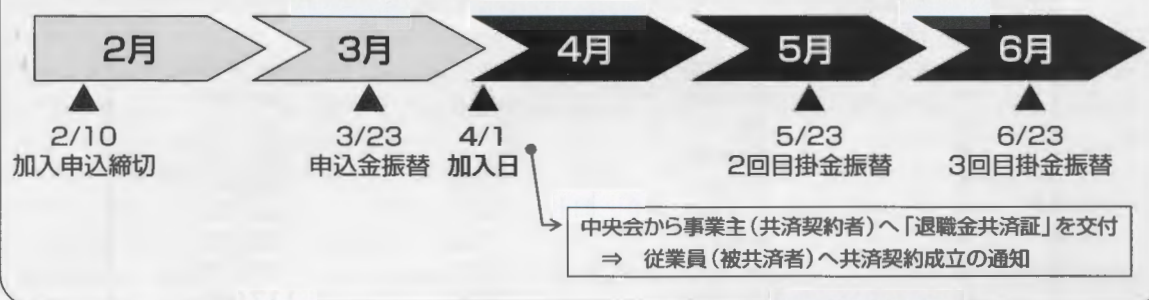 2月 3月 4月 5月 6月
2/10 3/23 4/1 5/23 6/23
加入申込締切 申込金振替 加入日 2回目掛金振替 3回目掛金振替
中央会から事業主（共済契約者）へ「退職金共済証」を交付
⇒ 従業員（被共済者）へ共済契約成立の通知